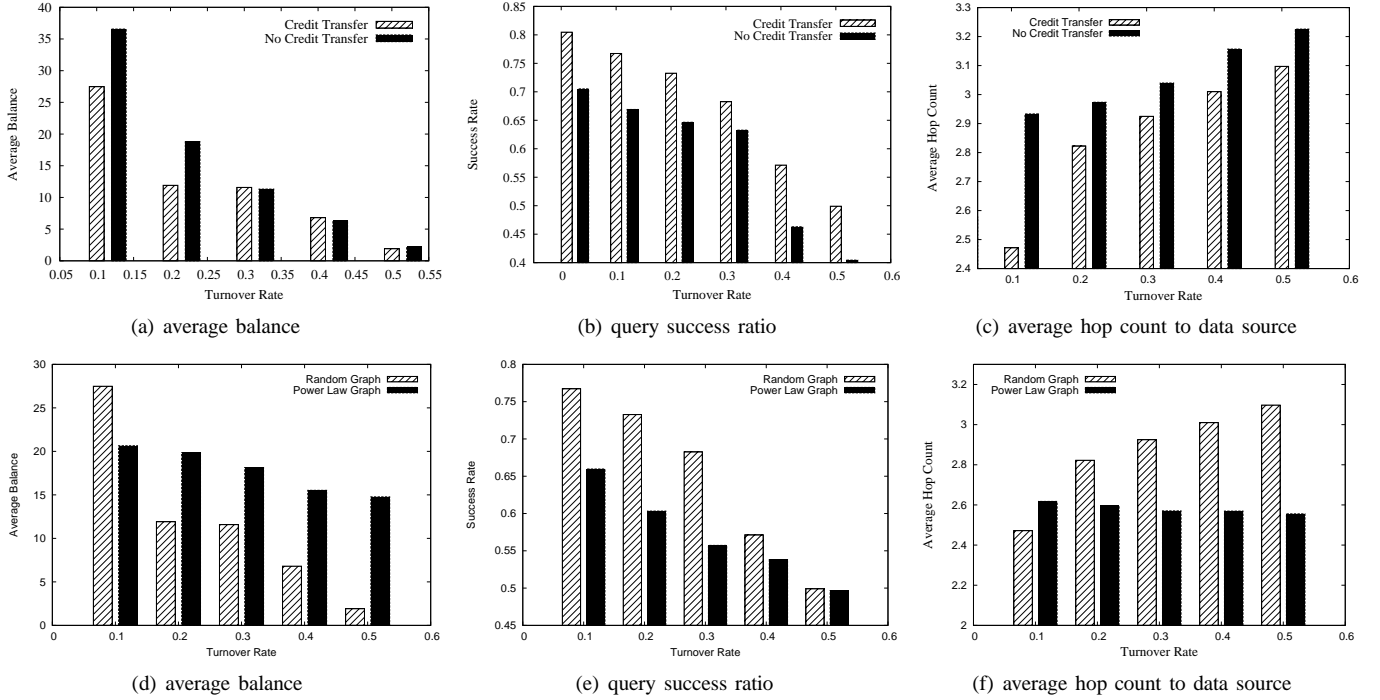 40
35
30
25
20
15
10
5
0
Average Balance
Credit Transfer
No Credit Transfer
0.05 0.1 0.15 0.2 0.25 0.3 0.35 0.4 0.45 0.5 0.55
Turnover Rate
(a) average balance
0.85
0.8
0.75
0.7
0.65
0.6
0.55
0.5
0.45
0.4
Success Rate
Credit Transfer
No Credit Transfer
0 0.1 0.2 0.3 0.4 0.5 0.6
Turnover Rate
(b) query success ratio
3.3
3.2
3.1
3
2.9
2.8
2.7
2.6
2.5
2.4
Average Hop Count
Credit Transfer
No Credit Transfer
0.1 0.2 0.3 0.4 0.5 0.6
Turnover Rate
(c) average hop count to data source
30
25
20
15
10
5
0
Average Balance
Random Graph
Power Law Graph
0 0.1 0.2 0.3 0.4 0.5 0.6
Turnover Rate
(d) average balance
0.8
0.75
0.7
0.65
0.6
0.55
0.5
0.45
Success Rate
Random Graph
Power Law Graph
0 0.1 0.2 0.3 0.4 0.5 0.6
Turnover Rate
(e) query success ratio
3.2
3
2.8
2.6
2.4
2.2
2
Average Hop Count
Random Graph
Power Law Graph
0 0.1 0.2 0.3 0.4 0.5 0.6
Turnover Rate
(f) average hop count to data source